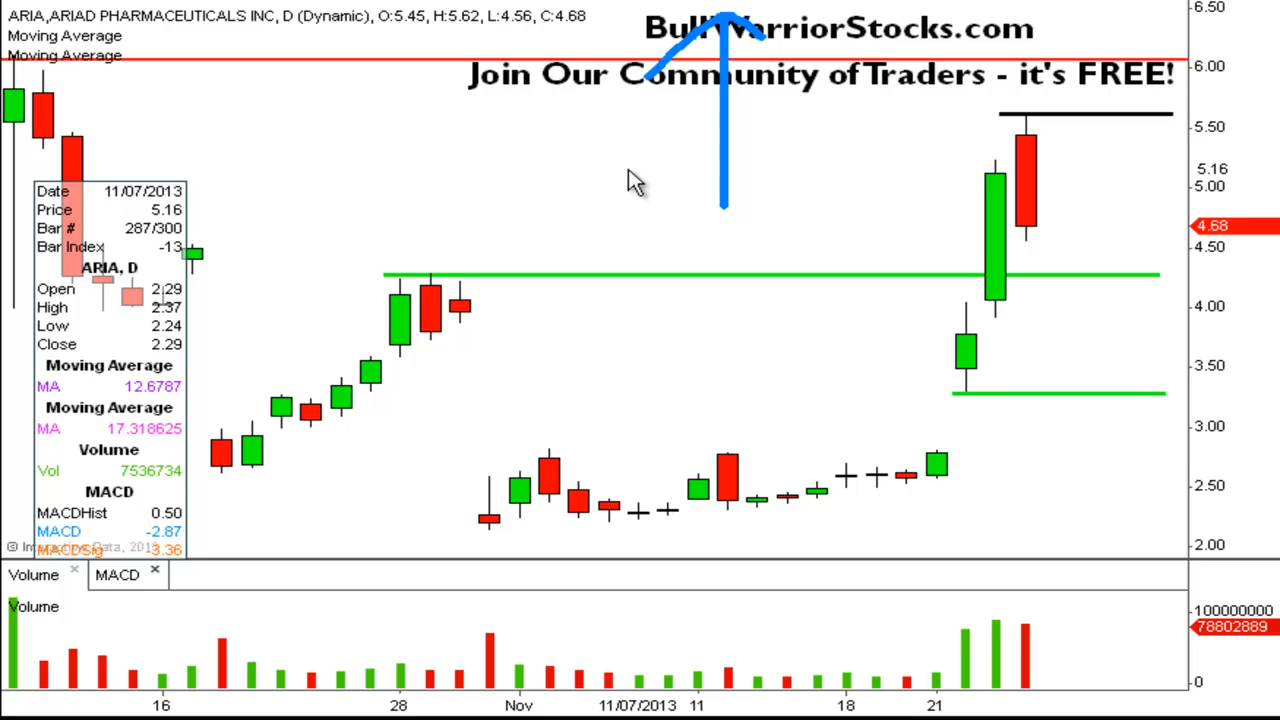 ARIA,ARIAD PHARMACEUTICALS INC, D (Dynamic), O:5.45, H:5.62, L:4.56, C:4.68
Moving Average
Moving Average
BullWarriorStocks.com
Join Our Community of Traders - it's FREE!
6.50
6.00
5.50
5.16
5.00
4.68
4.50
4.00
3.50
3.00
2.50
2.00
Date 11/07/2013
Price 5.16
Bar # 287/300
Bar Index -13
ARIA, D
Open 2.29
High 2.37
Low 2.24
Close 2.29
Moving Average
MA 12.6787
Moving Average
MA 17.318625
Volume
Vol 7536734
MACD
MACDHist 0.50
MACD -2.87
MACDSig -3.36
Volume MACD
Volume
100000000
78802889
0
16 28 Nov 11/07/2013 11 18 21